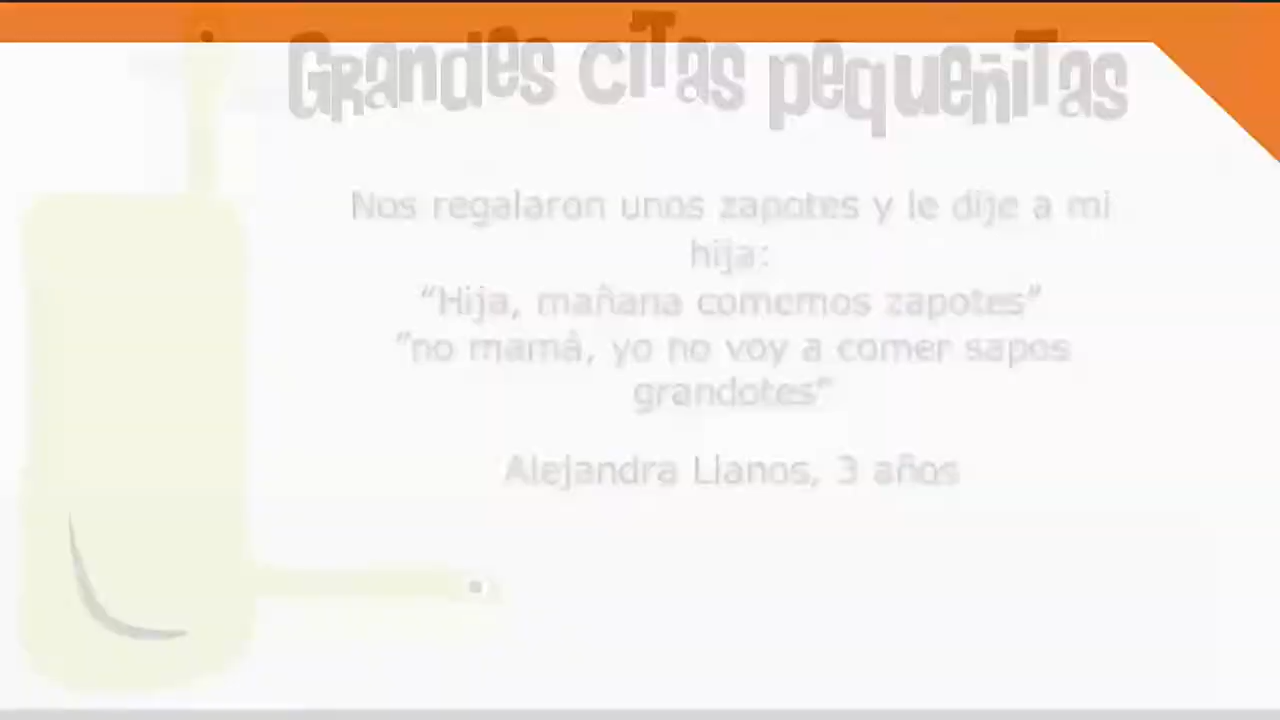 Grandes citas pequeñitas
Nos regalaron unos zapotes y le dije a mi
hija:
“Hija, mañana comemos zapotes”
“no mamá, yo no voy a comer sapos
grandotes”
Alejandra Llanos, 3 años